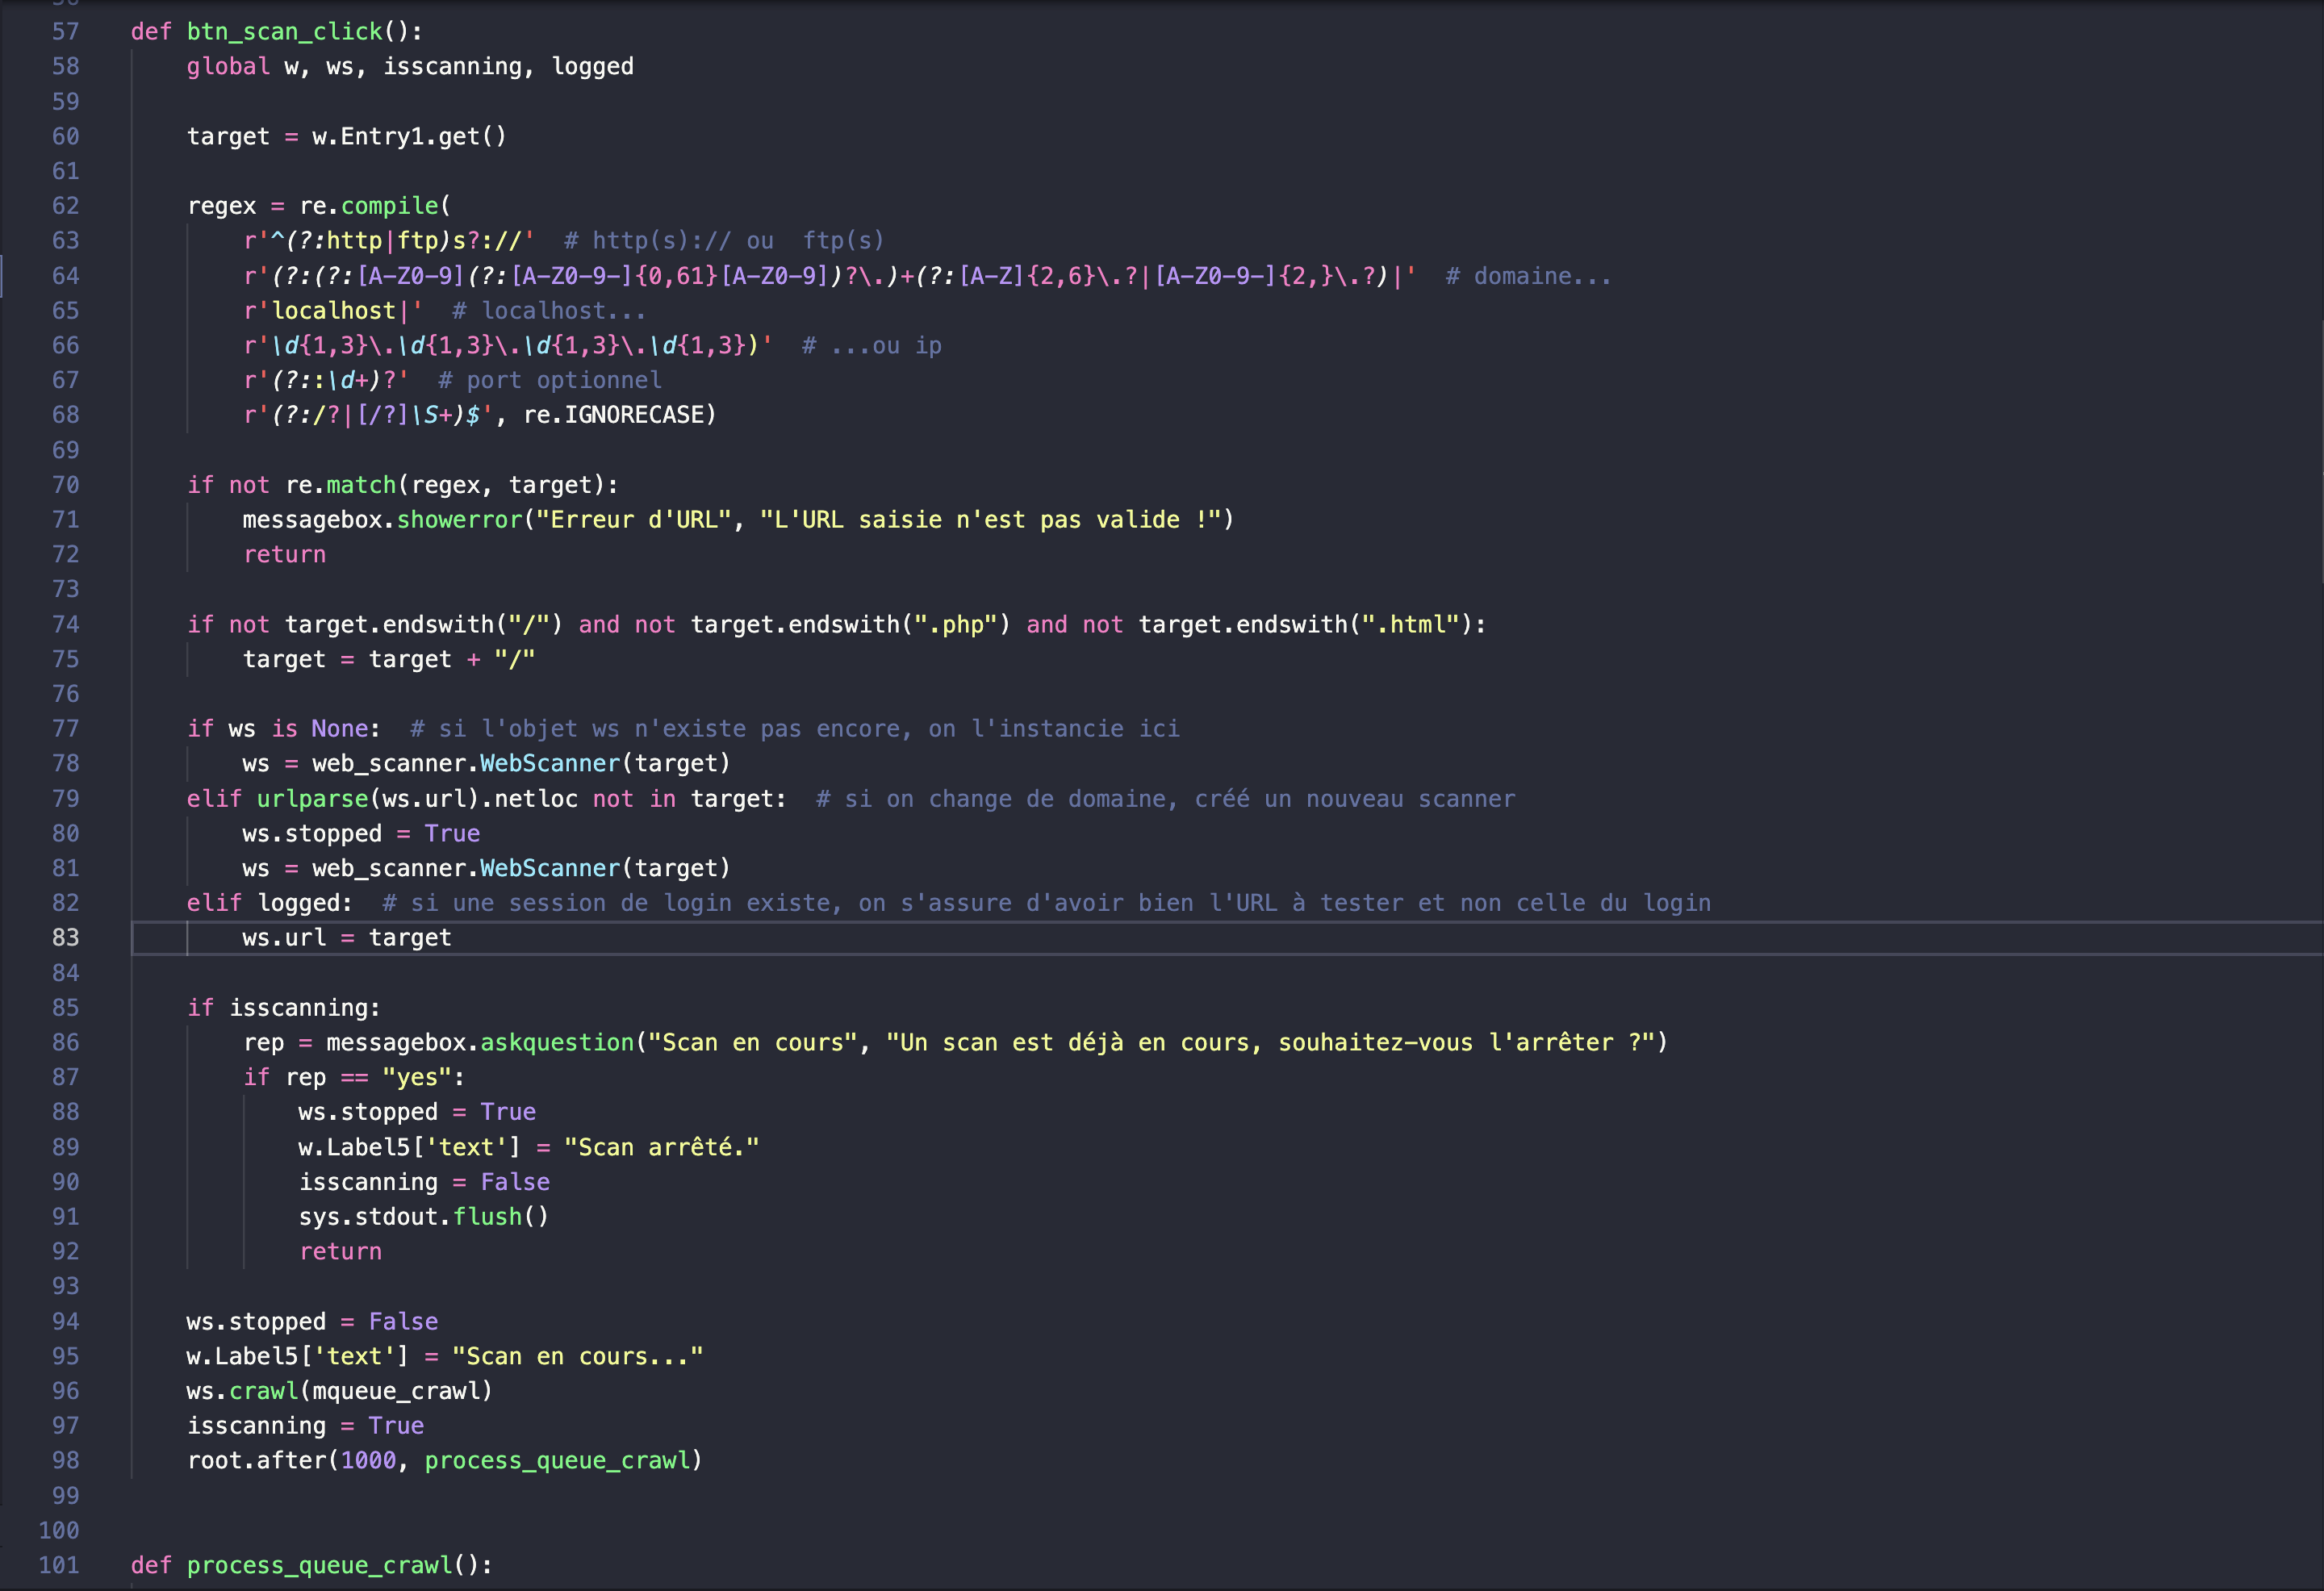 57 def btn_scan_click():
58     global w, ws, isscanning, logged
59
60     target = w.Entry1.get()
61
62     regex = re.compile(
63         r'^(?:http|ftp)s?://'  # http(s):// ou  ftp(s)
64         r'(?:(?:[A-Z0-9](?:[A-Z0-9-]{0,61}[A-Z0-9])?\.)+(?:[A-Z]{2,6}\.?|[A-Z0-9-]{2,}\.?)|'  # domaine...
65         r'localhost|'  # localhost...
66         r'\d{1,3}\.\d{1,3}\.\d{1,3}\.\d{1,3})'  # ...ou ip
67         r'(?::\d+)?'  # port optionnel
68         r'(?:/?|[/?]\S+)$', re.IGNORECASE)
69
70     if not re.match(regex, target):
71         messagebox.showerror("Erreur d'URL", "L'URL saisie n'est pas valide !")
72         return
73
74     if not target.endswith("/") and not target.endswith(".php") and not target.endswith(".html"):
75         target = target + "/"
76
77     if ws is None:  # si l'objet ws n'existe pas encore, on l'instancie ici
78         ws = web_scanner.WebScanner(target)
79     elif urlparse(ws.url).netloc not in target:  # si on change de domaine, créé un nouveau scanner
80         ws.stopped = True
81         ws = web_scanner.WebScanner(target)
82     elif logged:  # si une session de login existe, on s'assure d'avoir bien l'URL à tester et non celle du login
83         ws.url = target
84
85     if isscanning:
86         rep = messagebox.askquestion("Scan en cours", "Un scan est déjà en cours, souhaitez-vous l'arrêter ?")
87         if rep == "yes":
88             ws.stopped = True
89             w.Label5['text'] = "Scan arrêté."
90             isscanning = False
91             sys.stdout.flush()
92             return
93
94     ws.stopped = False
95     w.Label5['text'] = "Scan en cours..."
96     ws.crawl(mqueue_crawl)
97     isscanning = True
98     root.after(1000, process_queue_crawl)
99
100
101 def process_queue_crawl():